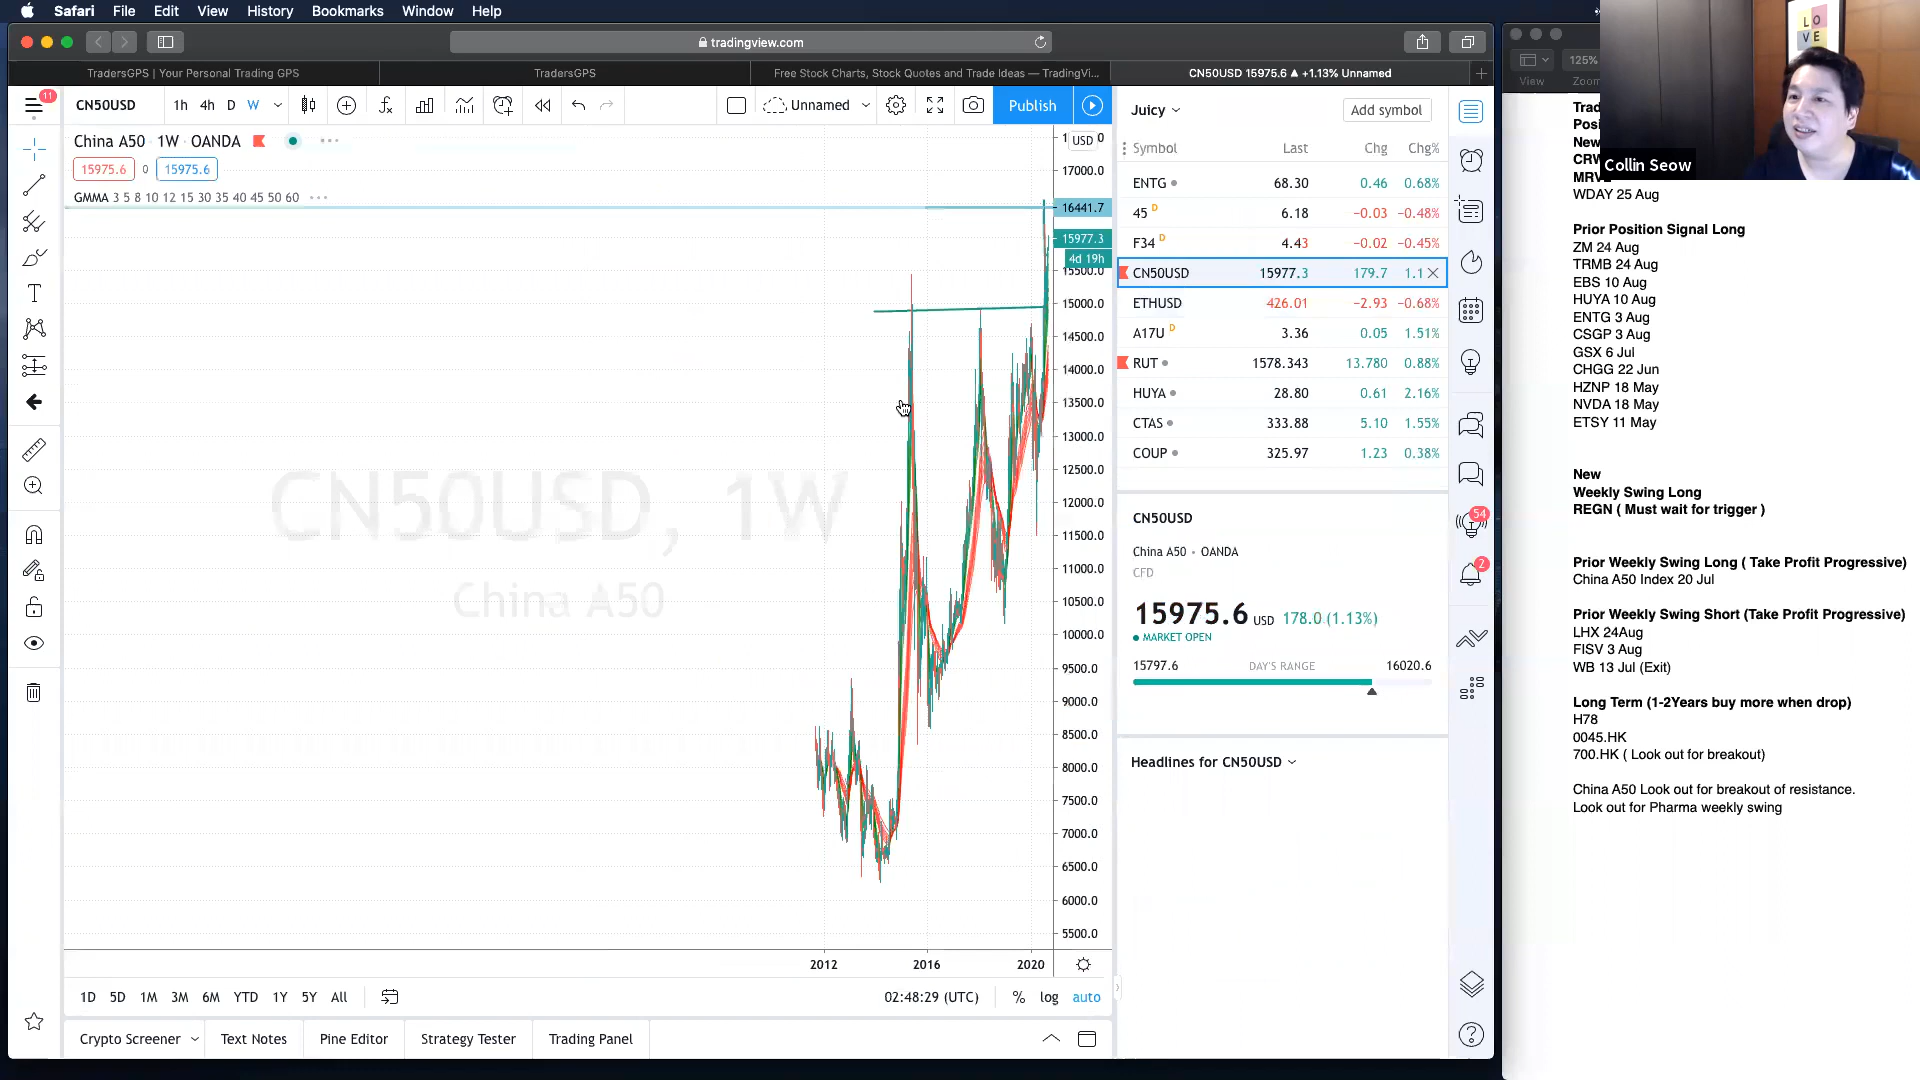 Safari File Edit View History Bookmarks Window Help
tradingview.com
TradersGPS | Your Personal Trading GPS
TradersGPS
Free Stock Charts, Stock Quotes and Trade Ideas — TradingVi...
CN50USD 15975.6 ▲ +1.13% Unnamed
11
CN50USD 1h 4h D W
Unnamed
Publish
China A50 · 1W · OANDA
15975.6 0 15975.6
GMMA 3 5 8 10 12 15 30 35 40 45 50 60
CN50USD, 1W
China A50
USD
17000.0
16441.7
15977.3
4d 19h
15500.0
15000.0
14500.0
14000.0
13500.0
13000.0
12500.0
12000.0
11500.0
11000.0
10500.0
10000.0
9500.0
9000.0
8500.0
8000.0
7500.0
7000.0
6500.0
6000.0
5500.0
2012 2016 2020
1D 5D 1M 3M 6M YTD 1Y 5Y All
02:48:29 (UTC) % log auto
Crypto Screener Text Notes Pine Editor Strategy Tester Trading Panel
Juicy Add symbol
Symbol Last Chg Chg%
ENTG 68.30 0.46 0.68%
45 D 6.18 −0.03 −0.48%
F34 D 4.43 −0.02 −0.45%
CN50USD 15977.3 179.7 1.1
ETHUSD 426.01 −2.93 −0.68%
A17U D 3.36 0.05 1.51%
RUT 1578.343 13.780 0.88%
HUYA 28.80 0.61 2.16%
CTAS 333.88 5.10 1.55%
COUP 325.97 1.23 0.38%
CN50USD
China A50 · OANDA
CFD
15975.6 USD 178.0 (1.13%)
MARKET OPEN
15797.6 DAY'S RANGE 16020.6
Headlines for CN50USD
54
2
125%
View Zoom
LOVE
Collin Seow
WDAY 25 Aug
Prior Position Signal Long
ZM 24 Aug
TRMB 24 Aug
EBS 10 Aug
HUYA 10 Aug
ENTG 3 Aug
CSGP 3 Aug
GSX 6 Jul
CHGG 22 Jun
HZNP 18 May
NVDA 18 May
ETSY 11 May
New
Weekly Swing Long
REGN ( Must wait for trigger )
Prior Weekly Swing Long ( Take Profit Progressive)
China A50 Index 20 Jul
Prior Weekly Swing Short (Take Profit Progressive)
LHX 24Aug
FISV 3 Aug
WB 13 Jul (Exit)
Long Term (1-2Years buy more when drop)
H78
0045.HK
700.HK ( Look out for breakout)
China A50 Look out for breakout of resistance.
Look out for Pharma weekly swing